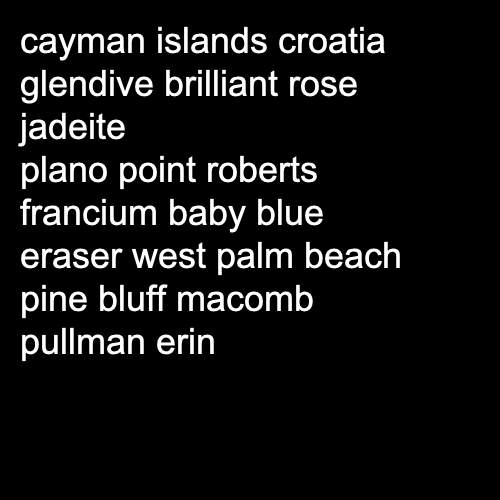 cayman islands croatia
glendive brilliant rose
jadeite
plano point roberts
francium baby blue
eraser west palm beach
pine bluff macomb
pullman erin